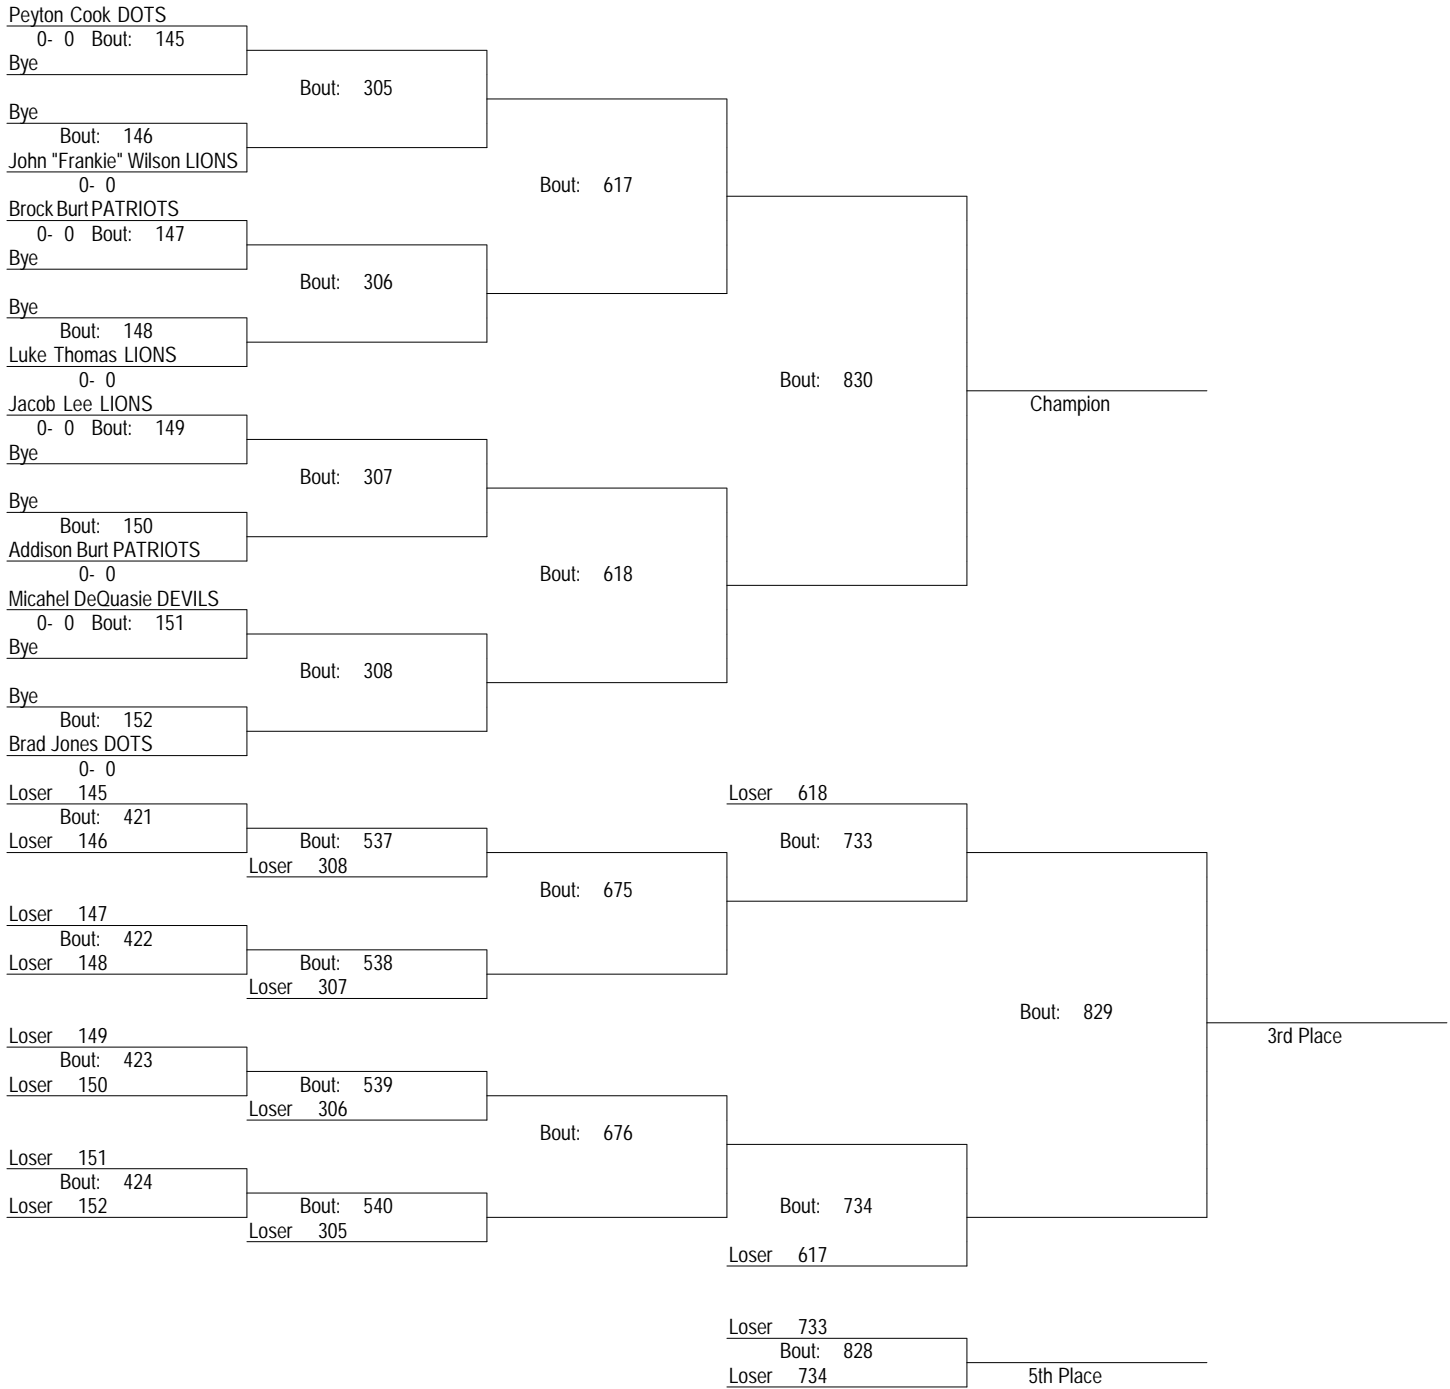 Peyton Cook DOTS
0- 0 Bout: 145
Bye
Bout: 305
Bye
Bout: 146
John "Frankie" Wilson LIONS
0- 0
Bout: 617
Brock Burt PATRIOTS
0- 0 Bout: 147
Bye
Bout: 306
Bye
Bout: 148
Luke Thomas LIONS
0- 0
Bout: 830
Jacob Lee LIONS
Champion
0- 0 Bout: 149
Bye
Bout: 307
Bye
Bout: 150
Addison Burt PATRIOTS
0- 0
Bout: 618
Micahel DeQuasie DEVILS
0- 0 Bout: 151
Bye
Bout: 308
Bye
Bout: 152
Brad Jones DOTS
0- 0
Loser 145
Loser 618
Bout: 421
Loser 146
Bout: 537
Bout: 733
Loser 308
Bout: 675
Loser 147
Bout: 422
Loser 148
Bout: 538
Loser 307
Bout: 829
Loser 149
3rd Place
Bout: 423
Loser 150
Bout: 539
Loser 306
Bout: 676
Loser 151
Bout: 424
Loser 152
Bout: 540
Bout: 734
Loser 305
Loser 617
Loser 733
Bout: 828
Loser 734
5th Place